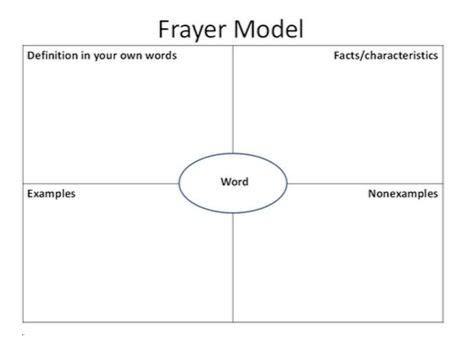 Frayer Model
Definition in your own words
Facts/characteristics
Word
Examples
Nonexamples